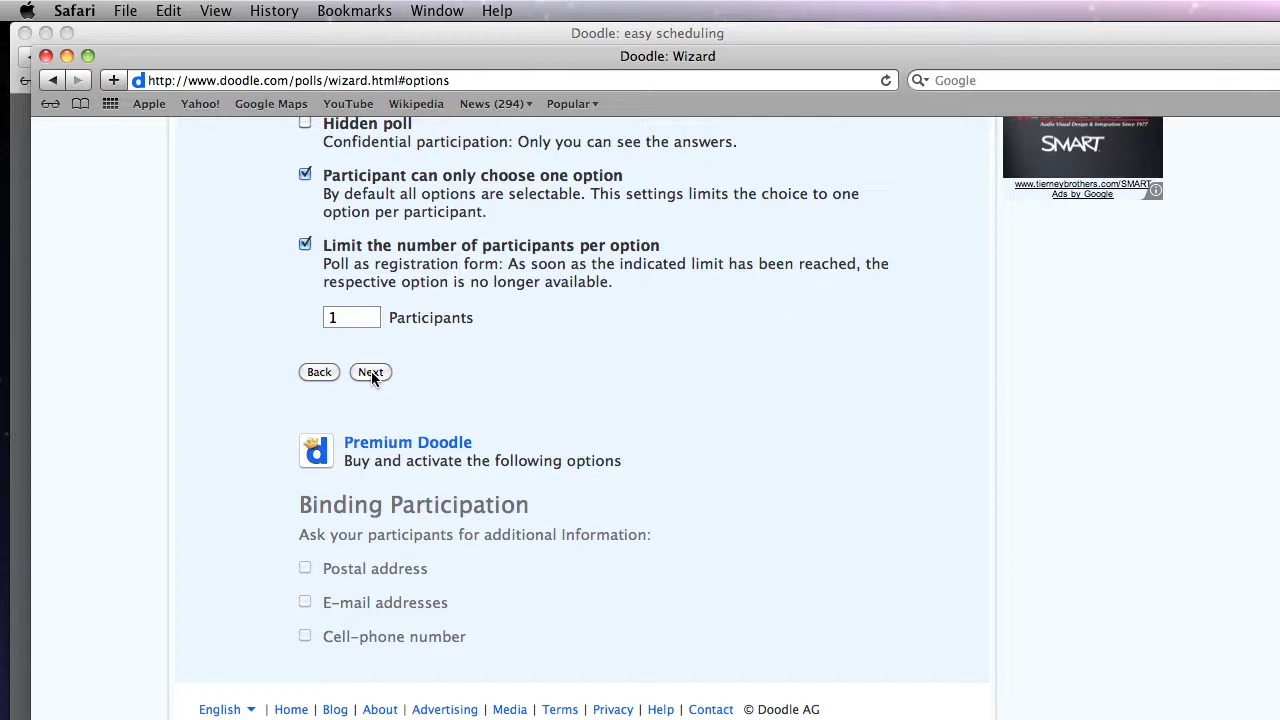 Safari File Edit View History Bookmarks Window Help
Doodle: easy scheduling
Doodle: Wizard
http://www.doodle.com/polls/wizard.html#options
Google
Apple Yahoo! Google Maps YouTube Wikipedia News (294) Popular
Hidden poll
Confidential participation: Only you can see the answers.
Audio Visual Design & Integration Since 1977
SMART
www.tierneybrothers.com/SMART
Ads by Google
Participant can only choose one option
By default all options are selectable. This settings limits the choice to one
option per participant.
Limit the number of participants per option
Poll as registration form: As soon as the indicated limit has been reached, the
respective option is no longer available.
1 Participants
Back Next
d Premium Doodle
Buy and activate the following options
Binding Participation
Ask your participants for additional Information:
Postal address
E-mail addresses
Cell-phone number
English | Home | Blog | About | Advertising | Media | Terms | Privacy | Help | Contact © Doodle AG